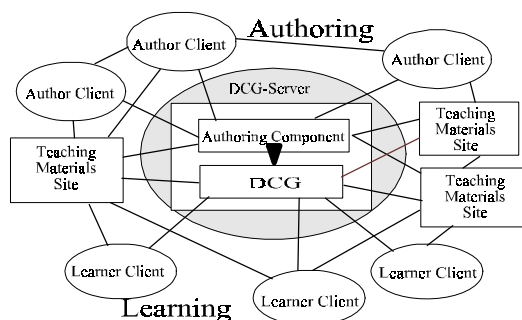 Authoring
Author Client
Author Client
Author Client
DCG-Server
Teaching
Materials
Site
Authoring Component
Teaching
Materials
Site
DCG
Teaching
Materials
Site
Learner Client
Learner Client
Learner Client
Learning